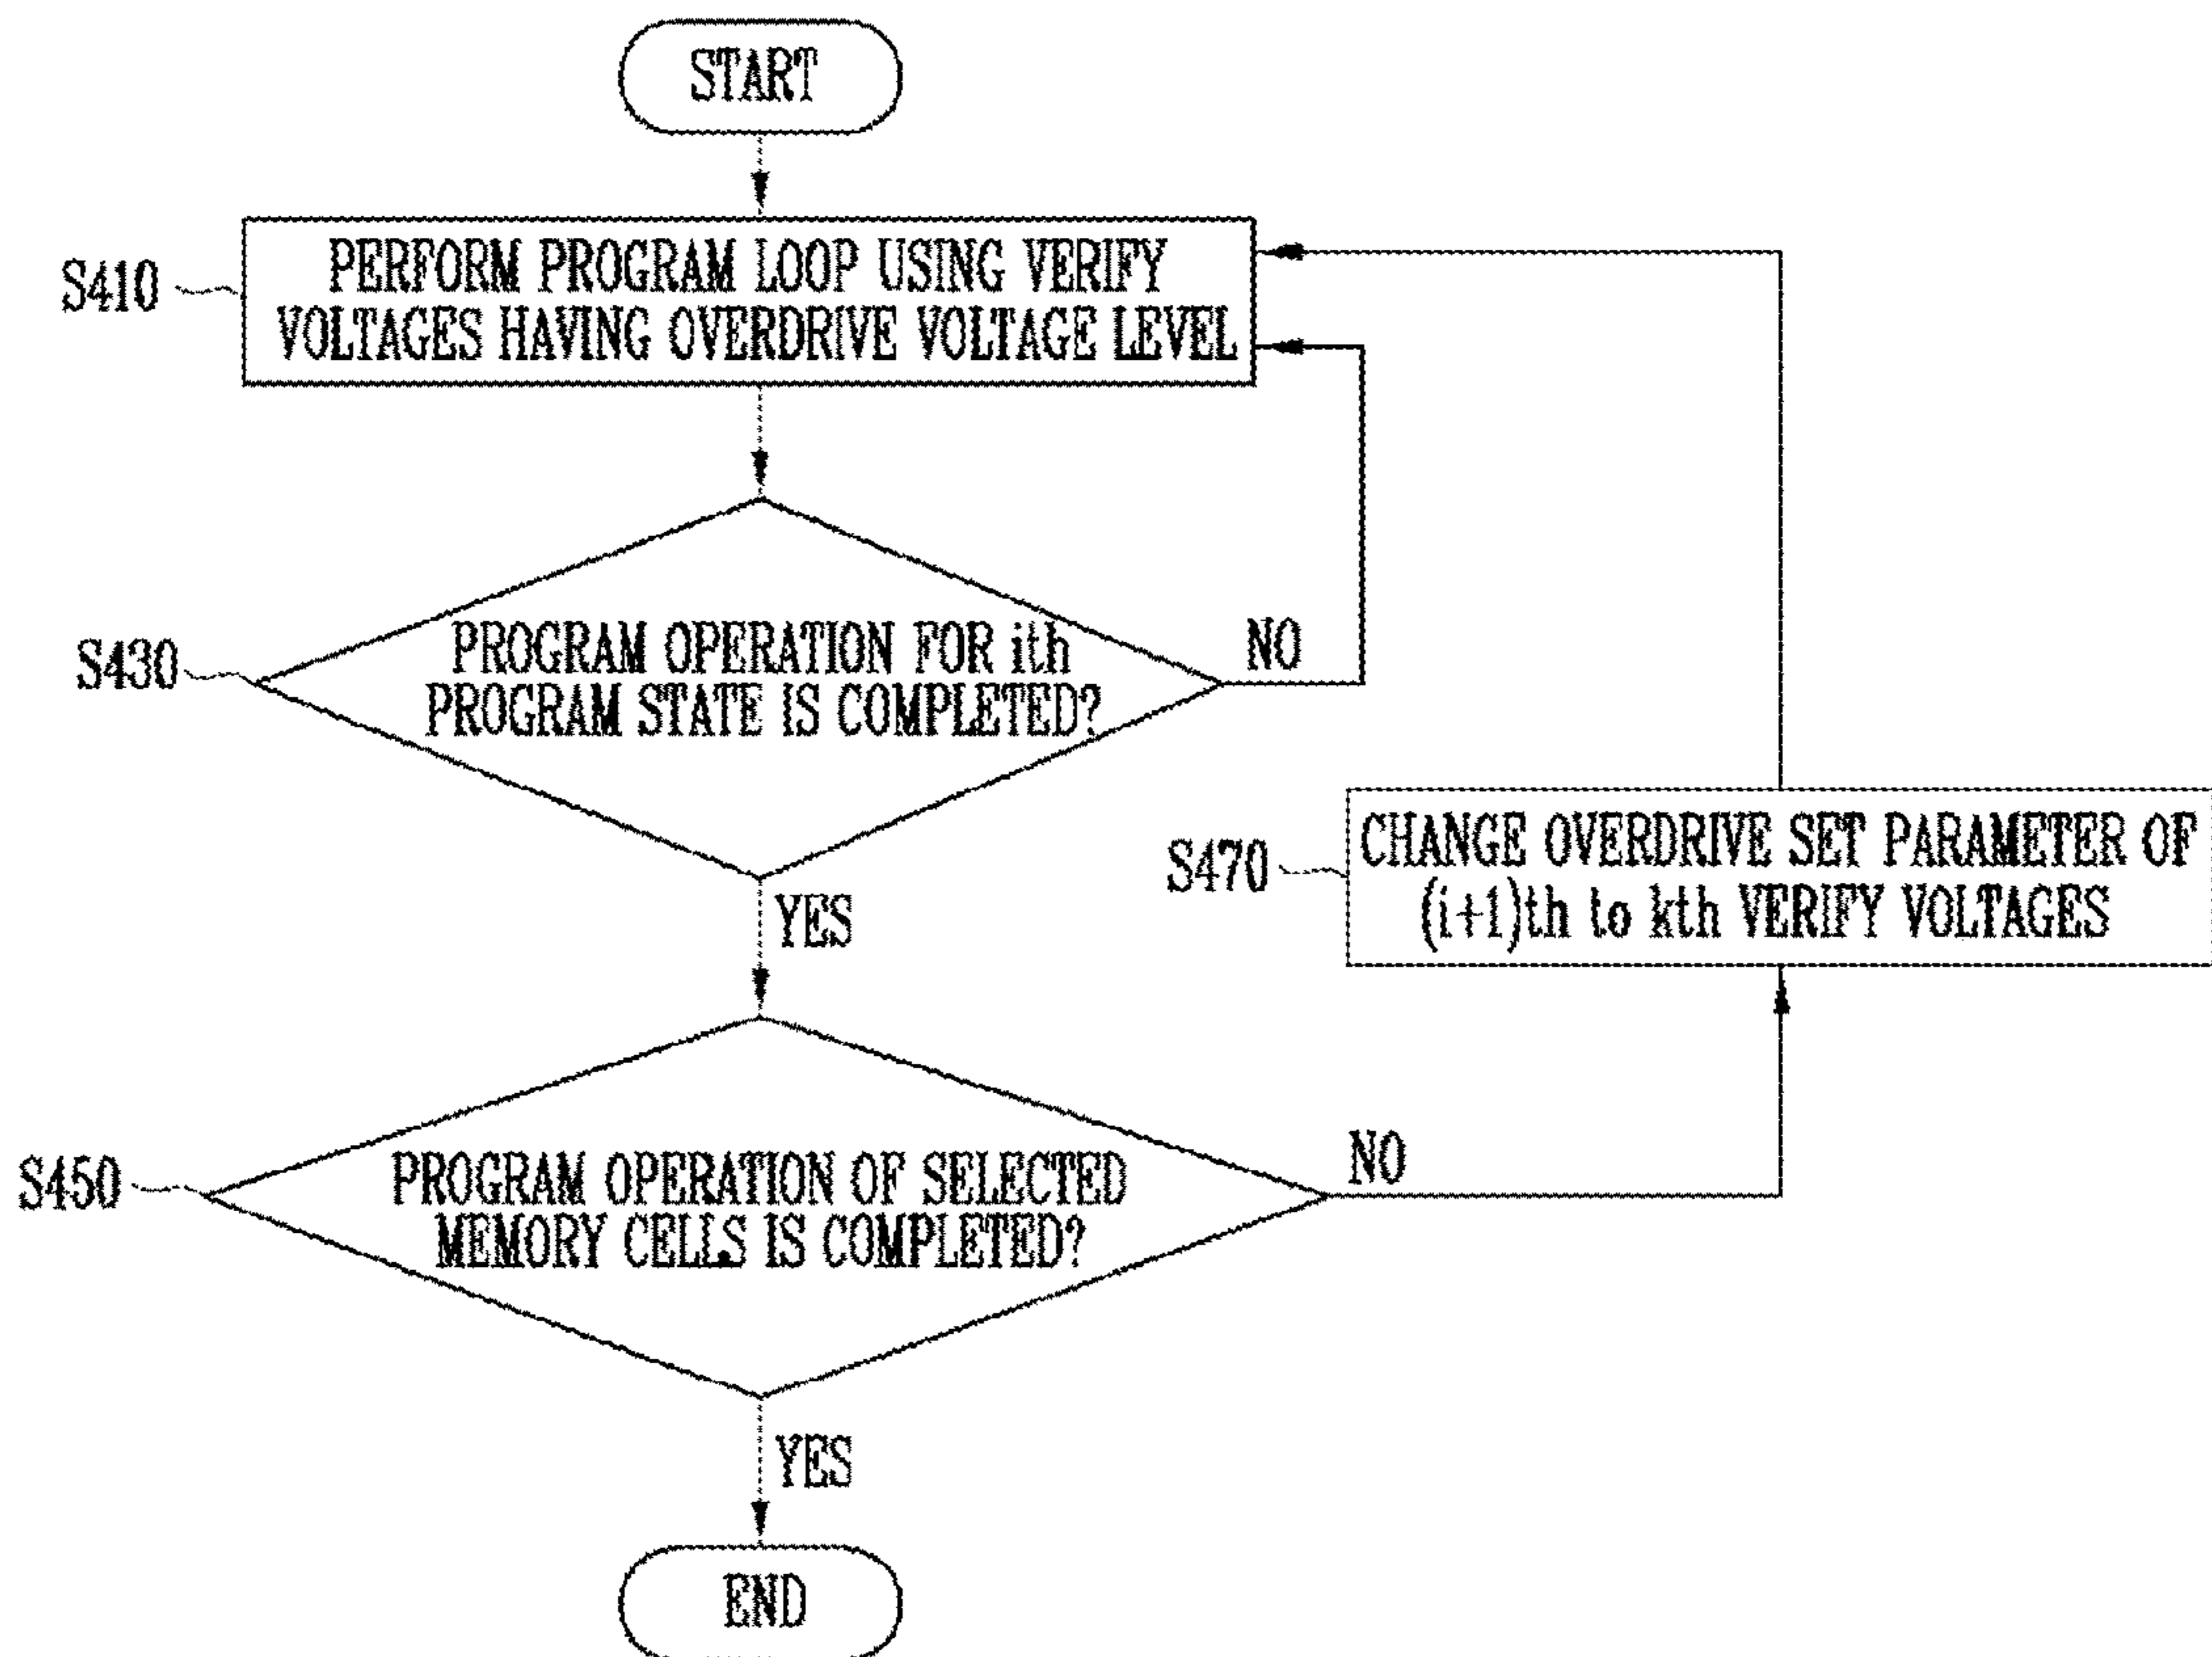 START
S410
PERFORM PROGRAM LOOP USING VERIFY
VOLTAGES HAVING OVERDRIVE VOLTAGE LEVEL
S430
PROGRAM OPERATION FOR ith
PROGRAM STATE IS COMPLETED?
NO
YES
S470
CHANGE OVERDRIVE SET PARAMETER OF
(i+1)th to kth VERIFY VOLTAGES
S450
PROGRAM OPERATION OF SELECTED
MEMORY CELLS IS COMPLETED?
NO
YES
END